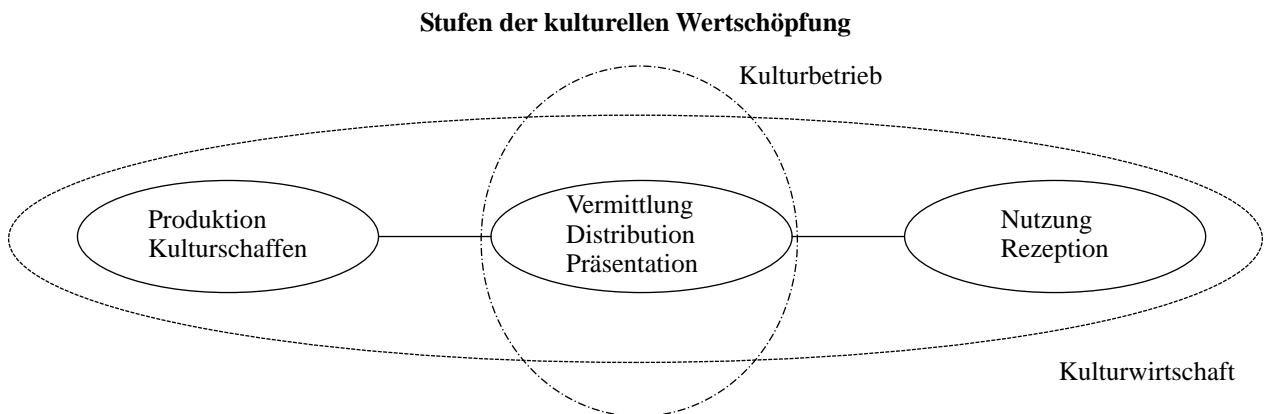 Stufen der kulturellen Wertschöpfung
Kulturbetrieb
Produktion
Kulturschaffen
Vermittlung
Distribution
Präsentation
Nutzung
Rezeption
Kulturwirtschaft